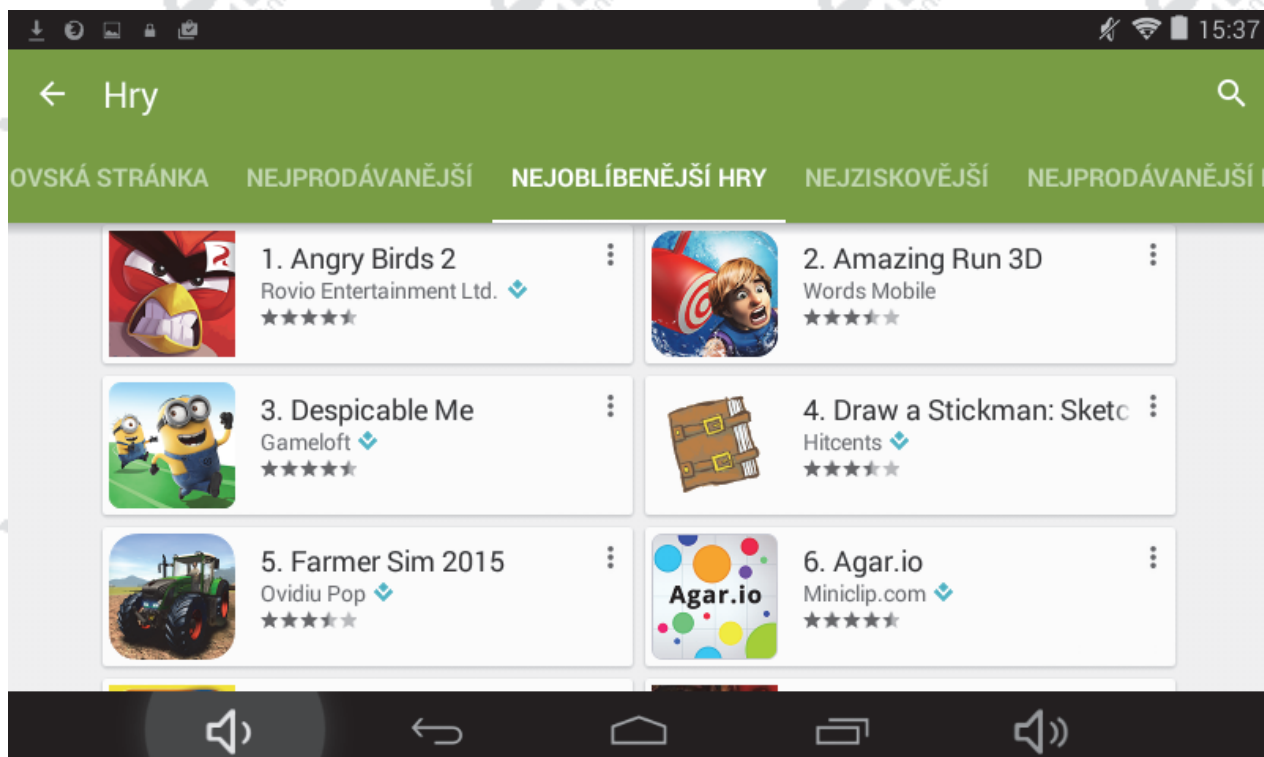 15:37
Hry
OVSKÁ STRÁNKA NEJPRODÁVANĚJŠÍ NEJOBLÍBENĚJŠÍ HRY NEJZISKOVĚJŠÍ NEJPRODÁVANĚJŠÍ
1. Angry Birds 2
Rovio Entertainment Ltd.
2. Amazing Run 3D
Words Mobile
3. Despicable Me
Gameloft
4. Draw a Stickman: Sketc
Hitcents
5. Farmer Sim 2015
Ovidiu Pop
Agar.io
6. Agar.io
Miniclip.com